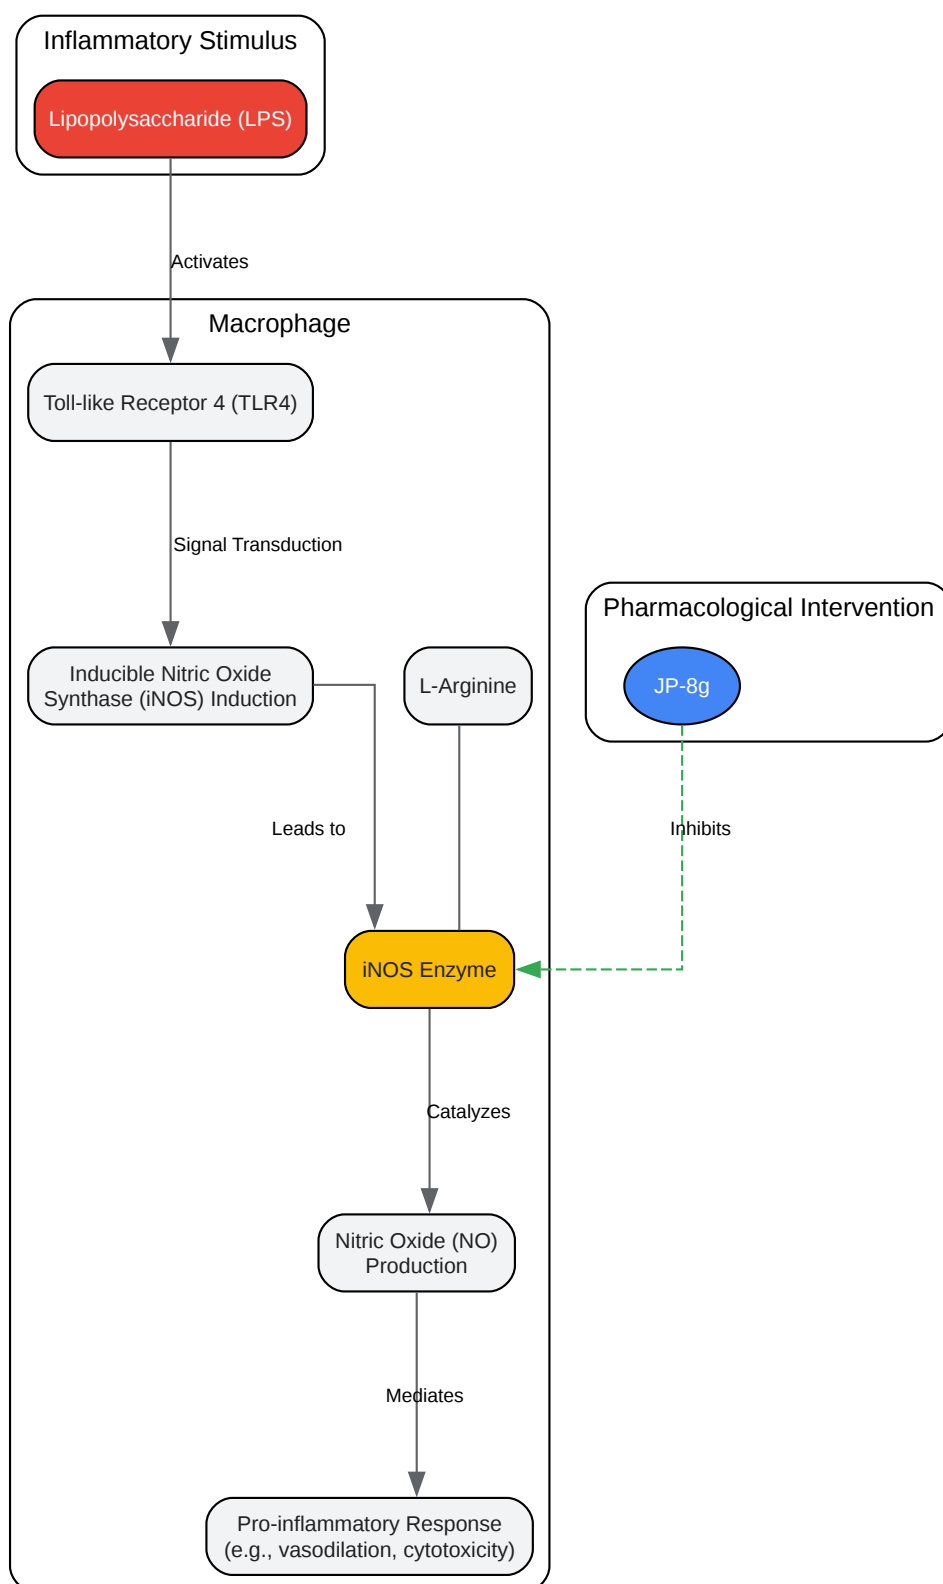 Inflammatory Stimulus
Lipopolysaccharide (LPS)
Activates
Macrophage
Toll-like Receptor 4 (TLR4)
Signal Transduction
Pharmacological Intervention
Inducible Nitric Oxide
Synthase (iNOS) Induction
L-Arginine
JP-8g
Leads to
Inhibits
iNOS Enzyme
Catalyzes
Nitric Oxide (NO)
Production
Mediates
Pro-inflammatory Response
(e.g., vasodilation, cytotoxicity)